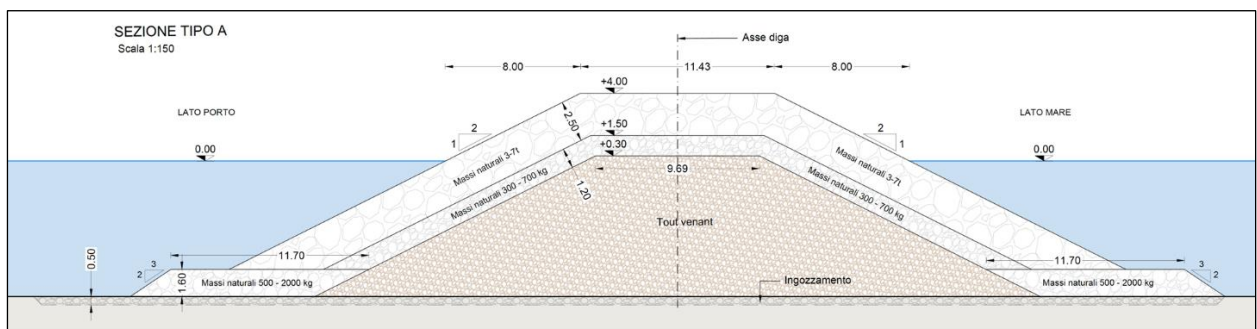 SEZIONE TIPO A
Scala 1:150
Asse diga
8.00
11.43
8.00
+4.00
LATO PORTO
LATO MARE
2
1
2.50
+1.50
2
1
0.00
+0.30
0.00
Massi naturali 3-7t
9.69
Massi naturali 3-7t
Massi naturali 300 - 700 kg
1.20
Massi naturali 300 - 700 kg
Tout venant
11.70
11.70
0.50
3
2
1.60
Massi naturali 500 - 2000 kg
Ingozzamento
Massi naturali 500 - 2000 kg
3
2